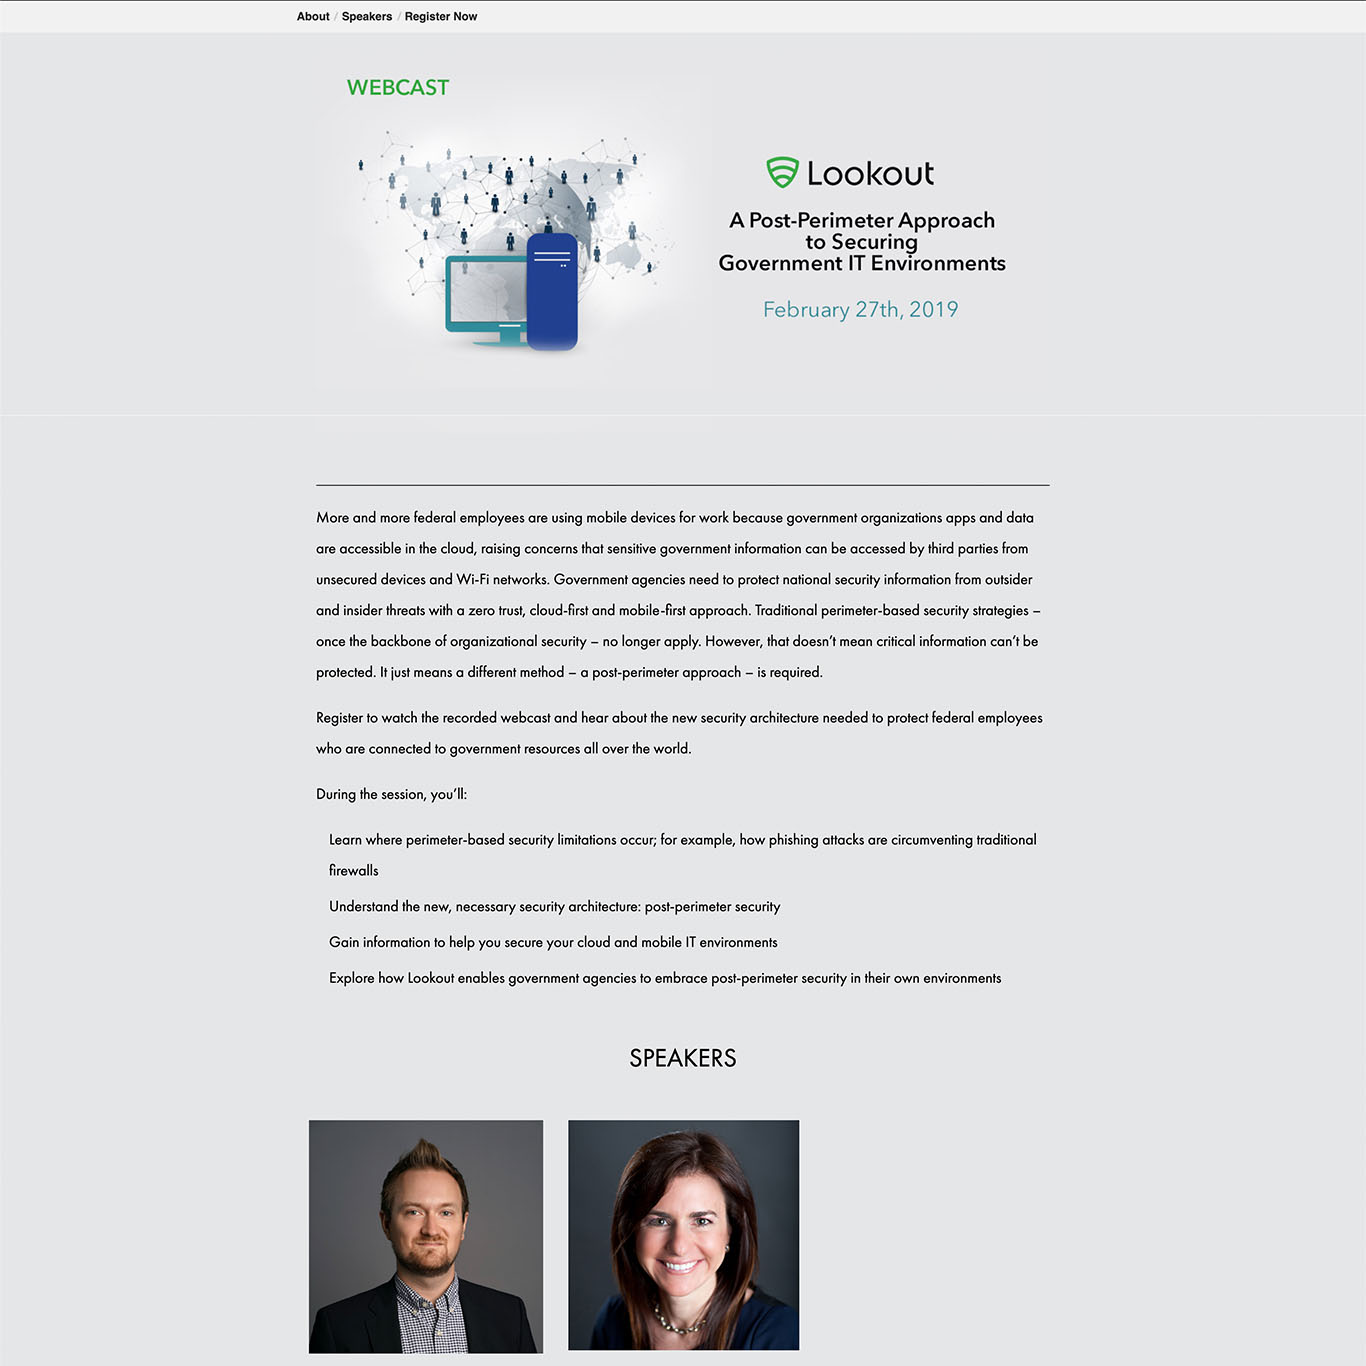 About / Speakers / Register Now
WEBCAST
Lookout
A Post-Perimeter Approach
to Securing
Government IT Environments
February 27th, 2019
More and more federal employees are using mobile devices for work because government organizations apps and data
are accessible in the cloud, raising concerns that sensitive government information can be accessed by third parties from
unsecured devices and Wi-Fi networks. Government agencies need to protect national security information from outsider
and insider threats with a zero trust, cloud-first and mobile-first approach. Traditional perimeter-based security strategies –
once the backbone of organizational security – no longer apply. However, that doesn’t mean critical information can’t be
protected. It just means a different method – a post-perimeter approach – is required.
Register to watch the recorded webcast and hear about the new security architecture needed to protect federal employees
who are connected to government resources all over the world.
During the session, you’ll:
Learn where perimeter-based security limitations occur; for example, how phishing attacks are circumventing traditional
firewalls
Understand the new, necessary security architecture: post-perimeter security
Gain information to help you secure your cloud and mobile IT environments
Explore how Lookout enables government agencies to embrace post-perimeter security in their own environments
SPEAKERS